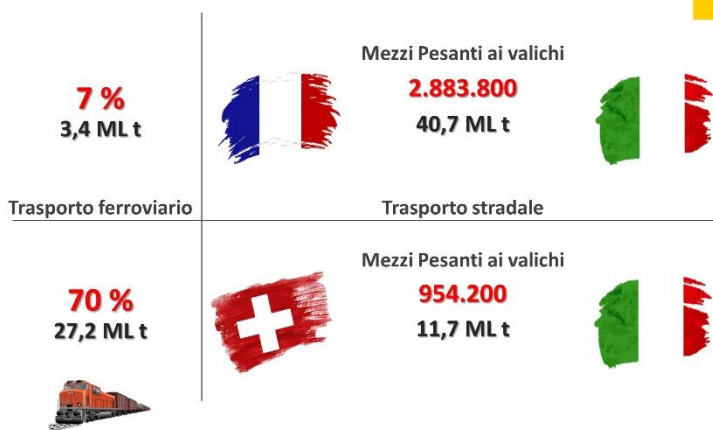 7 %
3,4 ML t
Mezzi Pesanti ai valichi
2.883.800
40,7 ML t
Trasporto ferroviario
Trasporto stradale
70 %
27,2 ML t
Mezzi Pesanti ai valichi
954.200
11,7 ML t